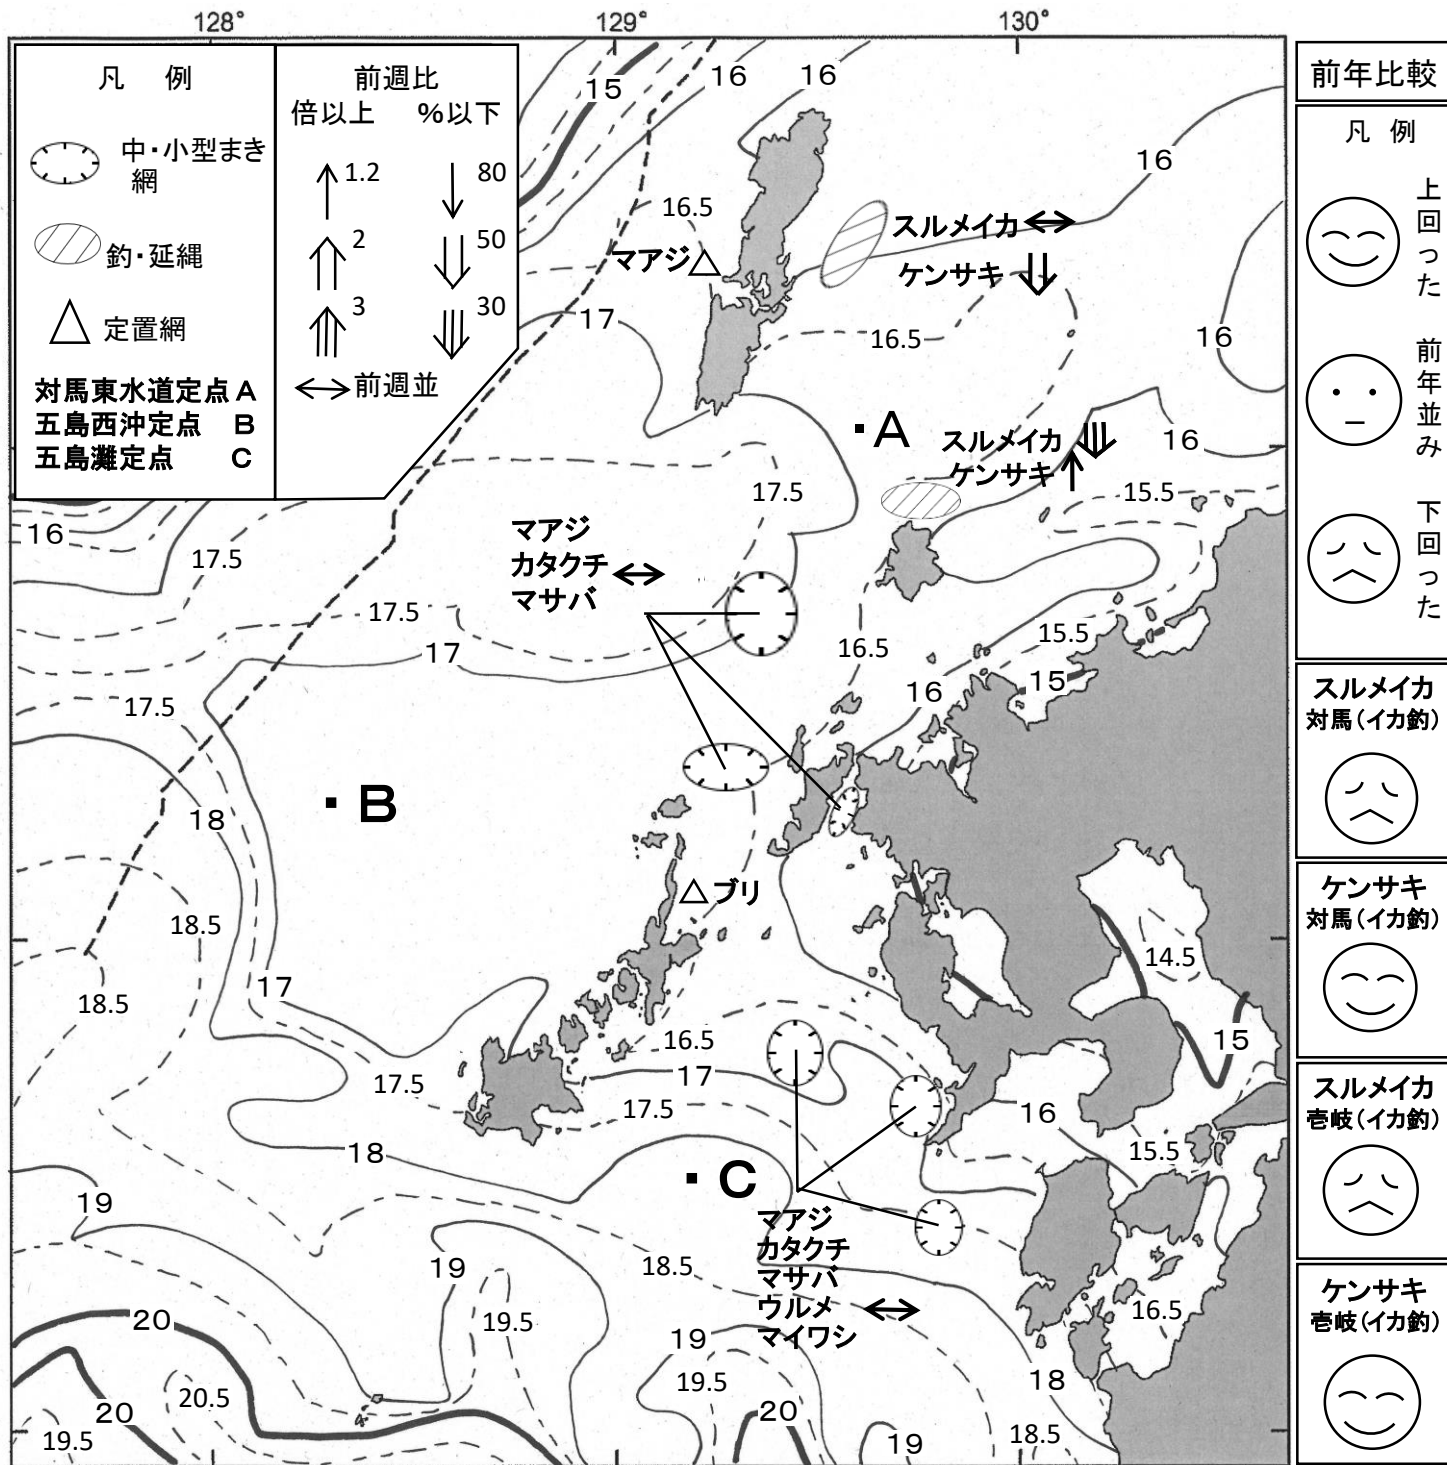 128°
129°
130°
凡 例
中・小型まき
網
釣・延縄
定置網
対馬東水道定点 A
五島西沖定点 B
五島灘定点 C
前週比
倍以上 %以下
1.2 80
2 50
3 30
前週並
前年比較
凡 例
上回った
前年並み
下回った
スルメイカ
対馬(イカ釣)
ケンサキ
対馬(イカ釣)
スルメイカ
壱岐(イカ釣)
ケンサキ
壱岐(イカ釣)
15
16
16
16
16.5
スルメイカ
マアジ
ケンサキ
17
16.5
16
・A
スルメイカ
ケンサキ
16
17.5
15.5
16
マアジ
カタクチ
マサバ
17.5
17.5
15.5
16.5
17
15
16
17.5
・B
18
ブリ
18.5
14.5
17
18.5
16.5
15
17
17.5
17.5
16
18
15.5
・C
19
マアジ
カタクチ
マサバ
ウルメ
マイワシ
18.5
19
16.5
20
19.5
19
19.5
18
20.5
20
20
19.5
19
18.5